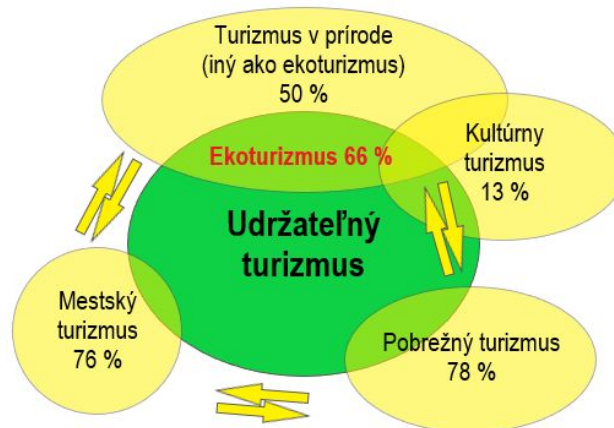 Turizmus v prírode
(iný ako ekoturizmus)
50 %
Ekoturizmus 66 %
Kultúrny
turizmus
13 %
Udržateľný
turizmus
Mestský
turizmus
76 %
Pobrežný turizmus
78 %